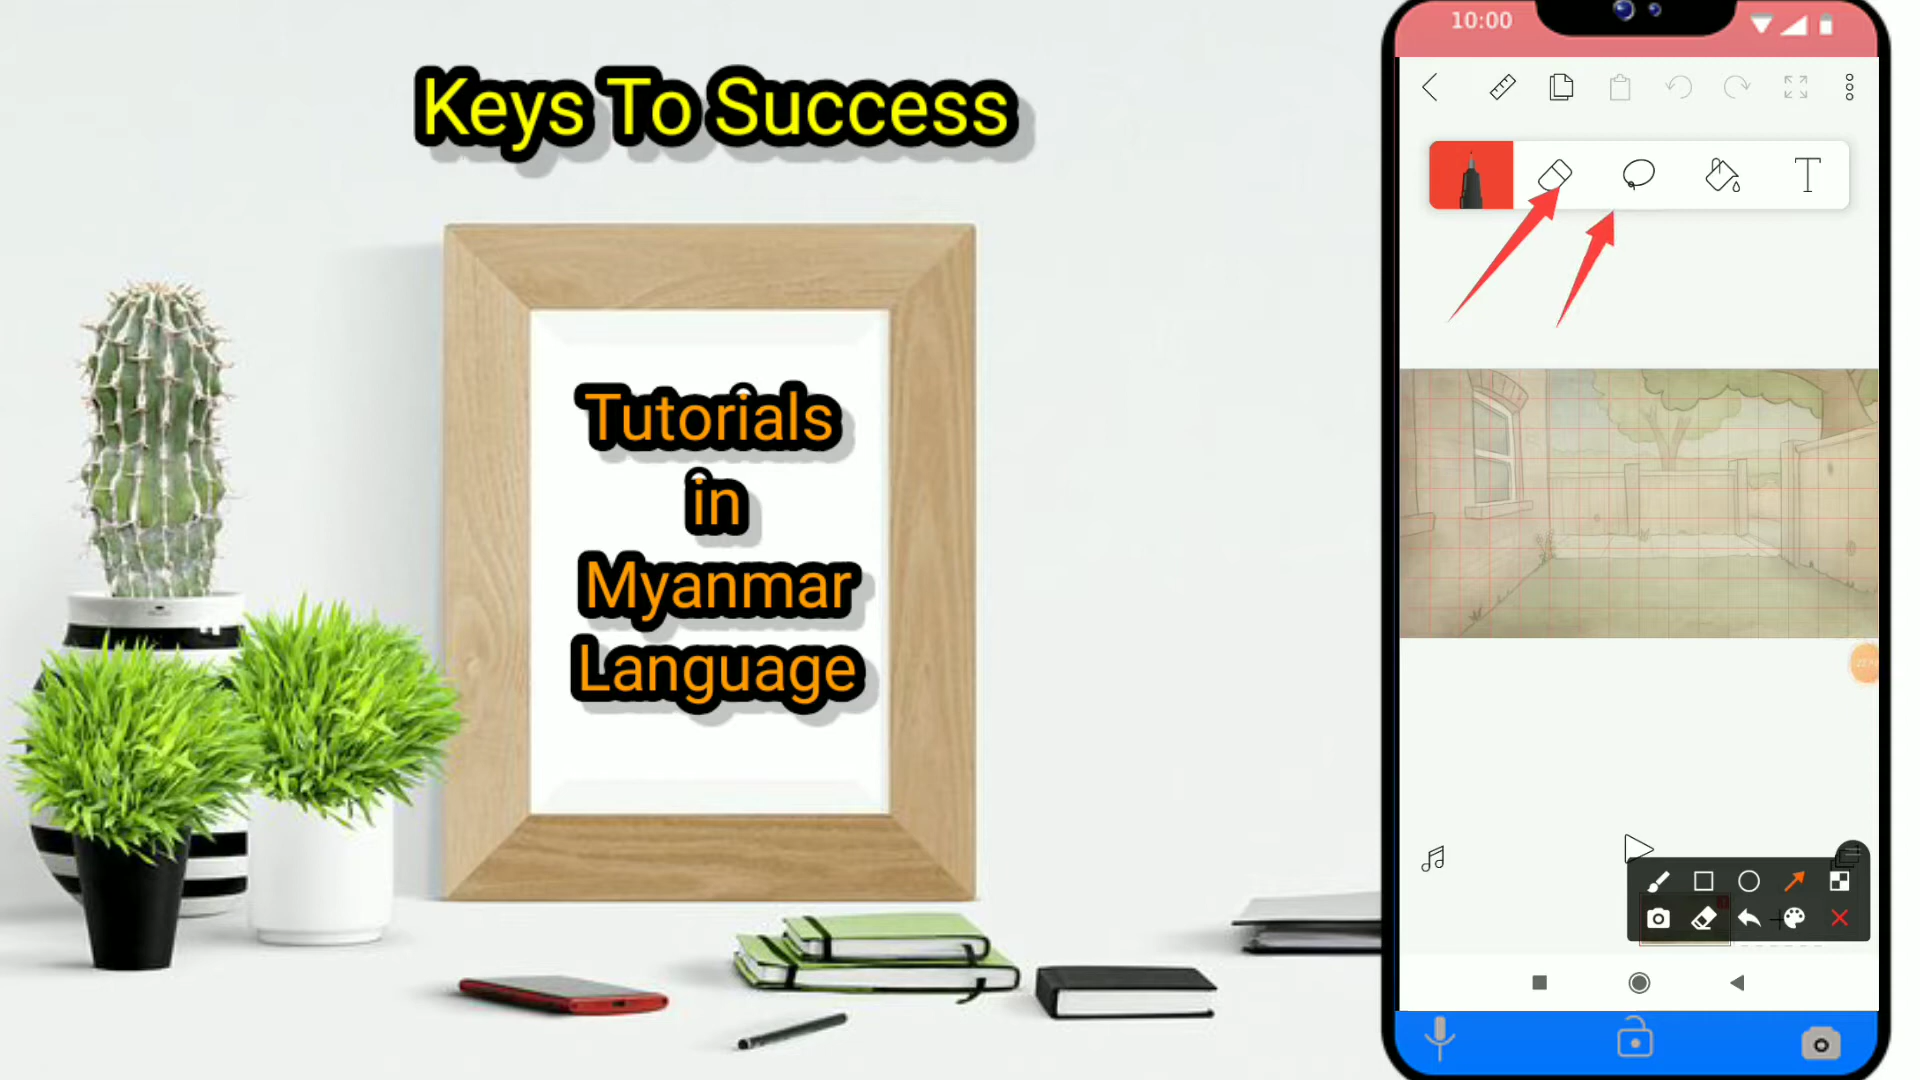 Keys To Success
10:00
T
Tutorials
in
Myanmar
Language